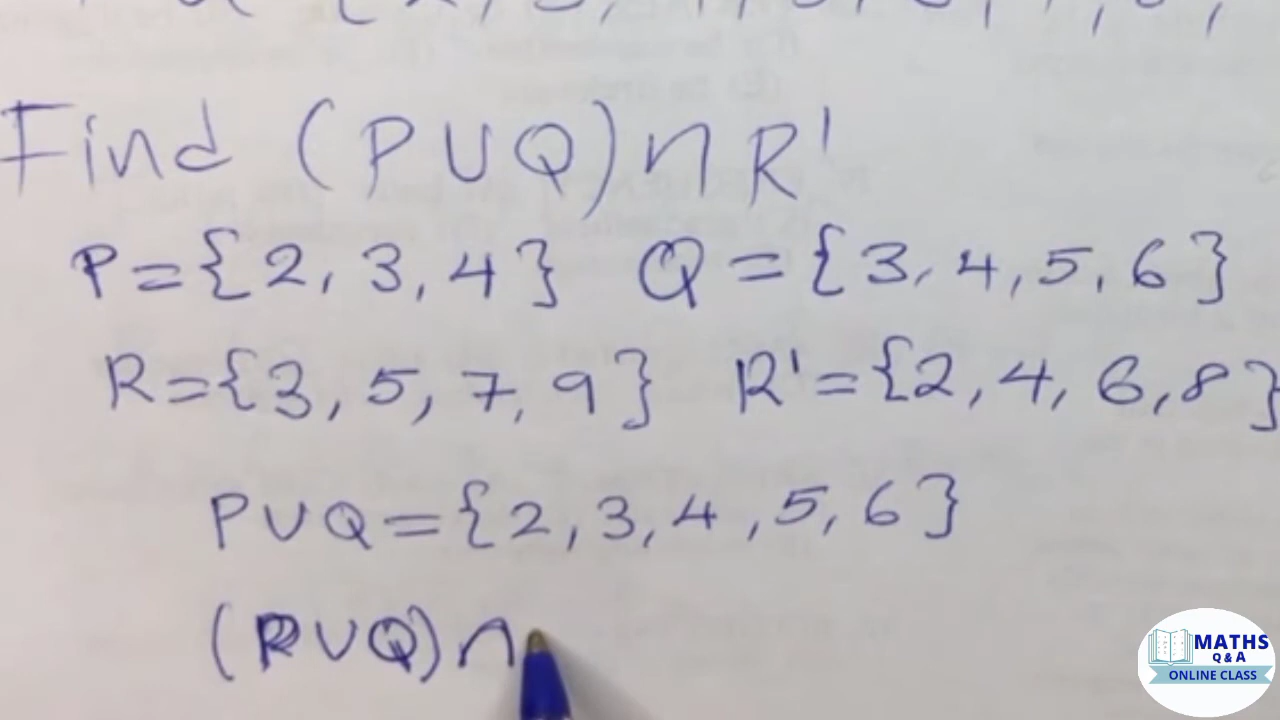 Find (P∪Q)∩R'
P={2,3,4} Q={3,4,5,6}
R={3,5,7,9} R'={2,4,6,8}
P∪Q={2,3,4,5,6}
(P∪Q)∩
MATHS
Q & A
ONLINE CLASS